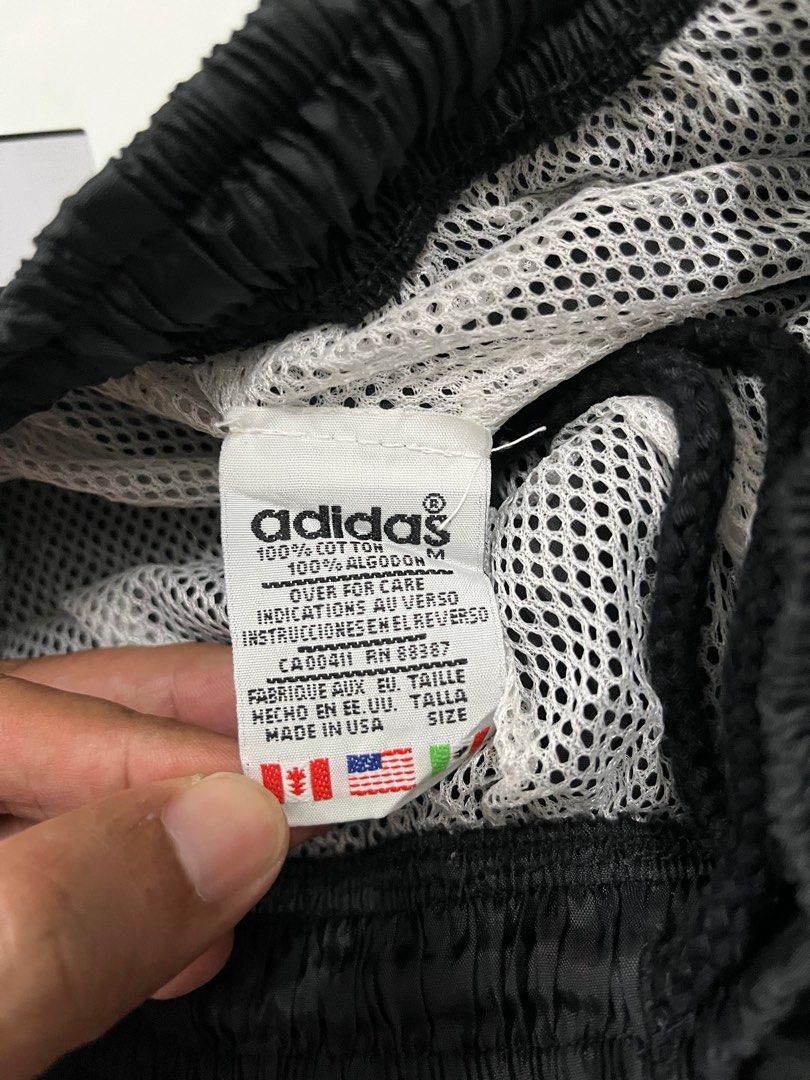 adidas®
100% COTTON
100% ALGODON
M
OVER FOR CARE
INDICATIONS AU VERSO
INSTRUCCIONES EN EL REVERSO
CA00411 RN 88387
FABRIQUE AUX EU. TAILLE
HECHO EN EE.UU. TALLA
MADE IN USA SIZE